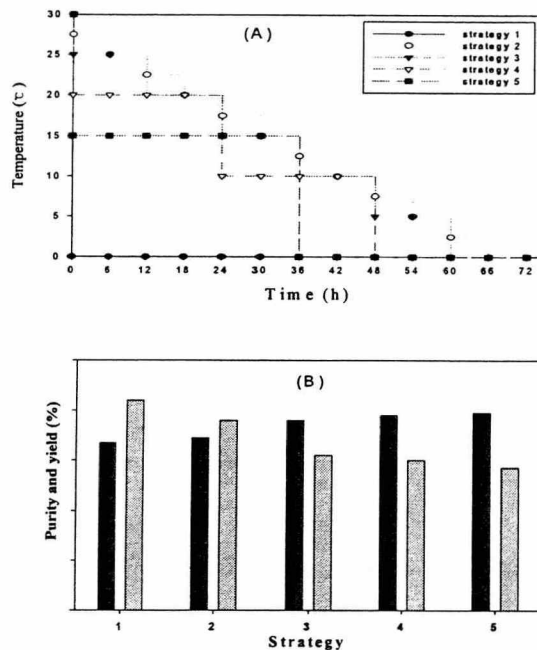 (A)
strategy 1
strategy 2
strategy 3
strategy 4
strategy 5
30
25
20
15
10
5
0
Temperature (℃)
0 6 12 18 24 30 36 42 48 54 60 66 72
Time (h)
(B)
Purity and yield (%)
1 2 3 4 5
Strategy